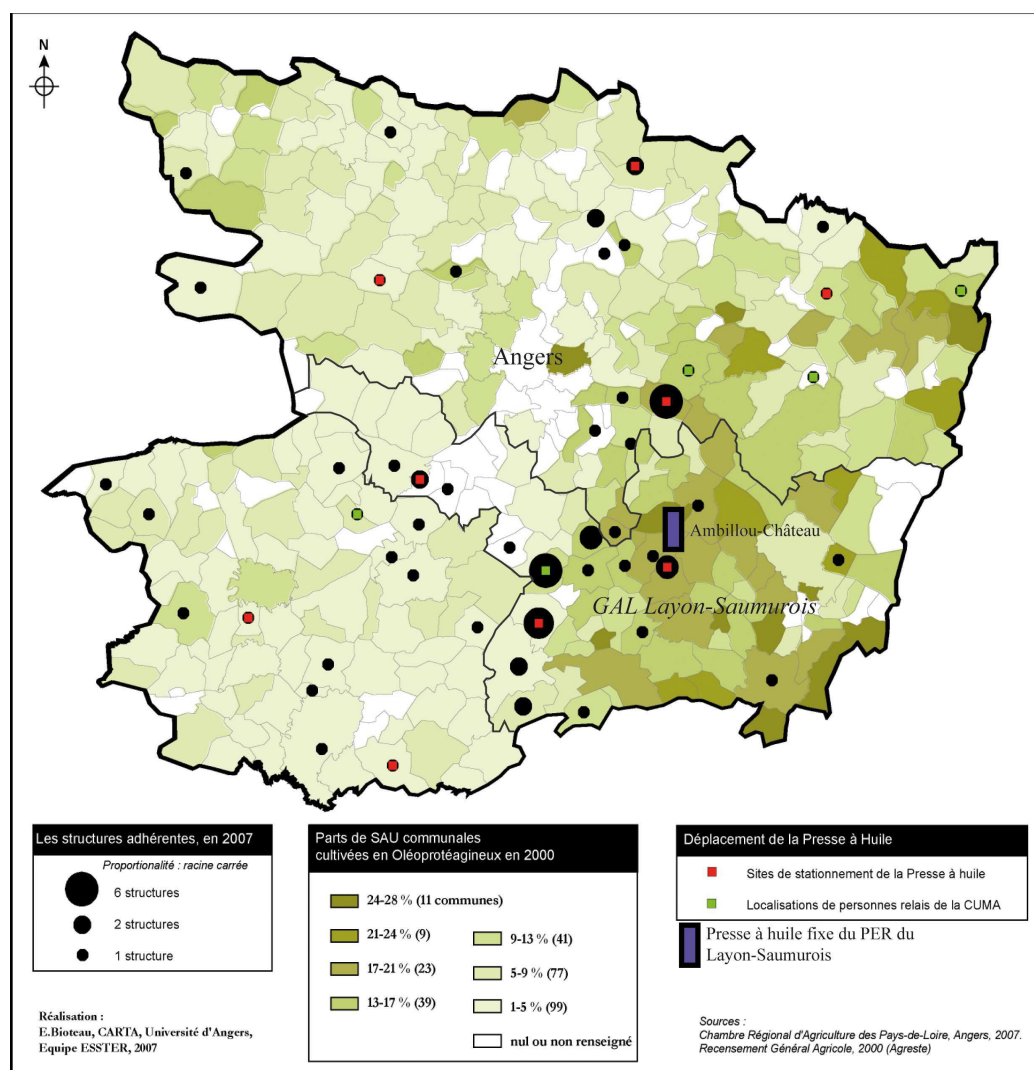 N
Angers
Ambillou-Château
GAL Layon-Saumurois
Les structures adhérentes, en 2007
Proportionalité : racine carrée
6 structures
2 structures
1 structure
Parts de SAU communales
cultivées en Oléoprotéagineux en 2000
24-28 % (11 communes)
21-24 % (9)
17-21 % (23)
13-17 % (39)
9-13 % (41)
5-9 % (77)
1-5 % (99)
nul ou non renseigné
Déplacement de la Presse à Huile
Sites de stationnement de la Presse à huile
Localisations de personnes relais de la CUMA
Presse à huile fixe du PER du
Layon-Saumurois
Réalisation :
E.Bioteau, CARTA, Université d'Angers,
Equipe ESSTER, 2007
Sources :
Chambre Régional d'Agriculture des Pays-de-Loire, Angers, 2007.
Recensement Général Agricole, 2000 (Agreste)